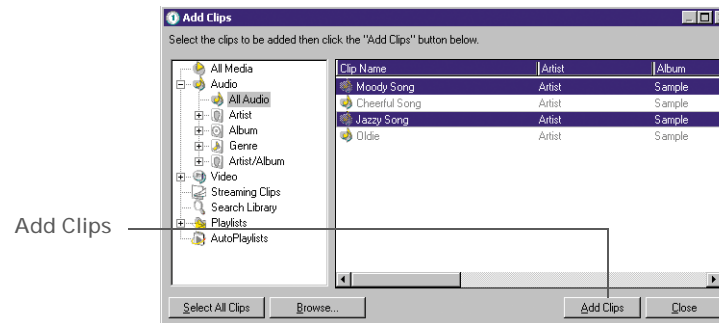 Add Clips
Select the clips to be added then click the "Add Clips" button below.
All Media
Audio
All Audio
Artist
Album
Genre
Artist/Album
Video
Streaming Clips
Search Library
Playlists
AutoPlaylists
Clip Name Artist Album
Moody Song Artist Sample
Cheerful Song Artist Sample
Jazzy Song Artist Sample
Oldie Artist Sample
Add Clips
Select All Clips Browse... Add Clips Close